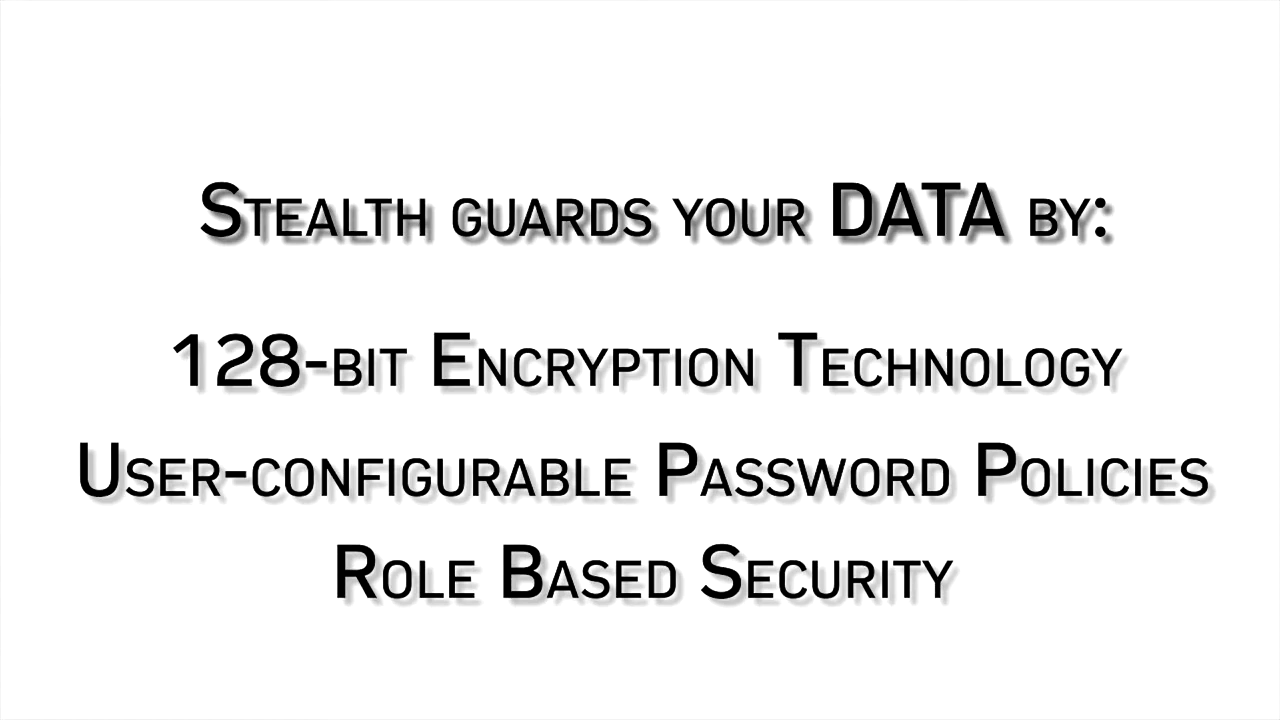 Stealth guards your DATA by:
128-bit Encryption Technology
User-configurable Password Policies
Role Based Security